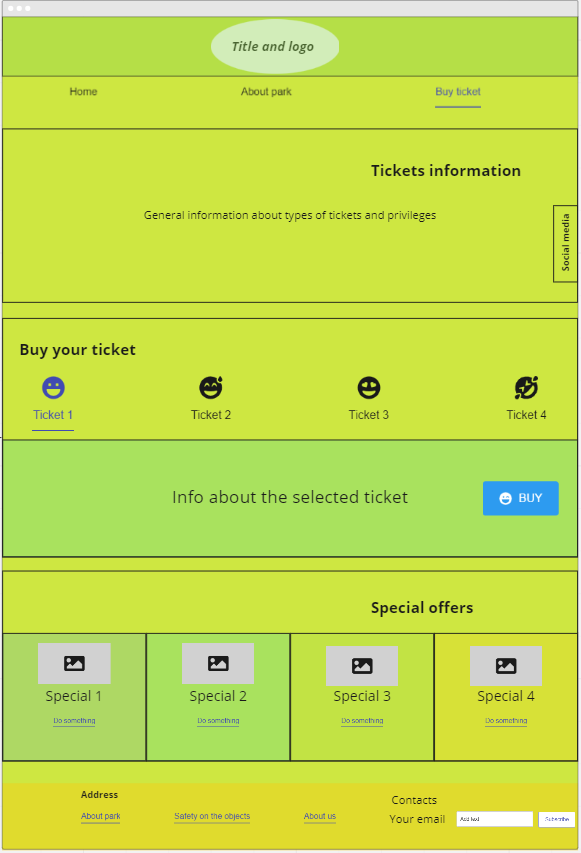 Title and logo
Home About park Buy ticket
Tickets information
General information about types of tickets and privileges
Social media
Buy your ticket
Ticket 1 Ticket 2 Ticket 3 Ticket 4
Info about the selected ticket
BUY
Special offers
Special 1 Special 2 Special 3 Special 4
Do something Do something Do something Do something
Address
Contacts
About park Safety on the objects About us
Your email Add text Subscribe